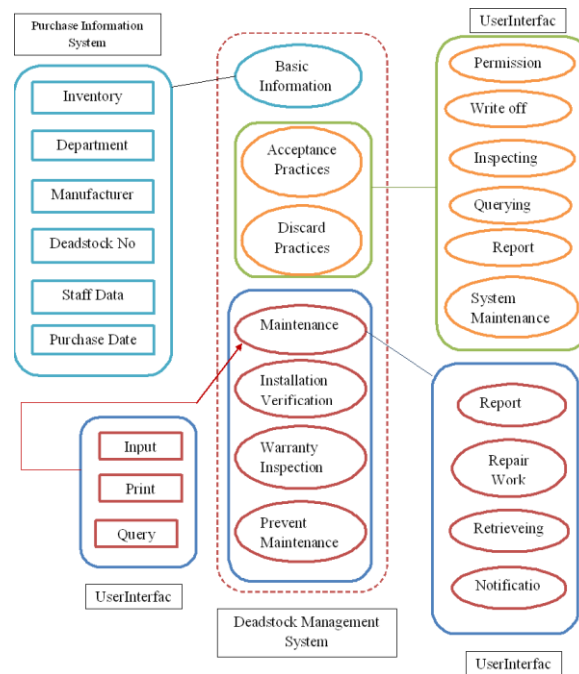 Purchase Information
System
Inventory
Department
Manufacturer
Deadstock No
Staff Data
Purchase Date
Input
Print
Query
UserInterfac
Basic
Information
Acceptance
Practices
Discard
Practices
Maintenance
Installation
Verification
Warranty
Inspection
Prevent
Maintenance
Deadstock Management
System
UserInterfac
Permission
Write off
Inspecting
Querying
Report
System
Maintenance
Report
Repair
Work
Retrieveing
Notificatio
UserInterfac